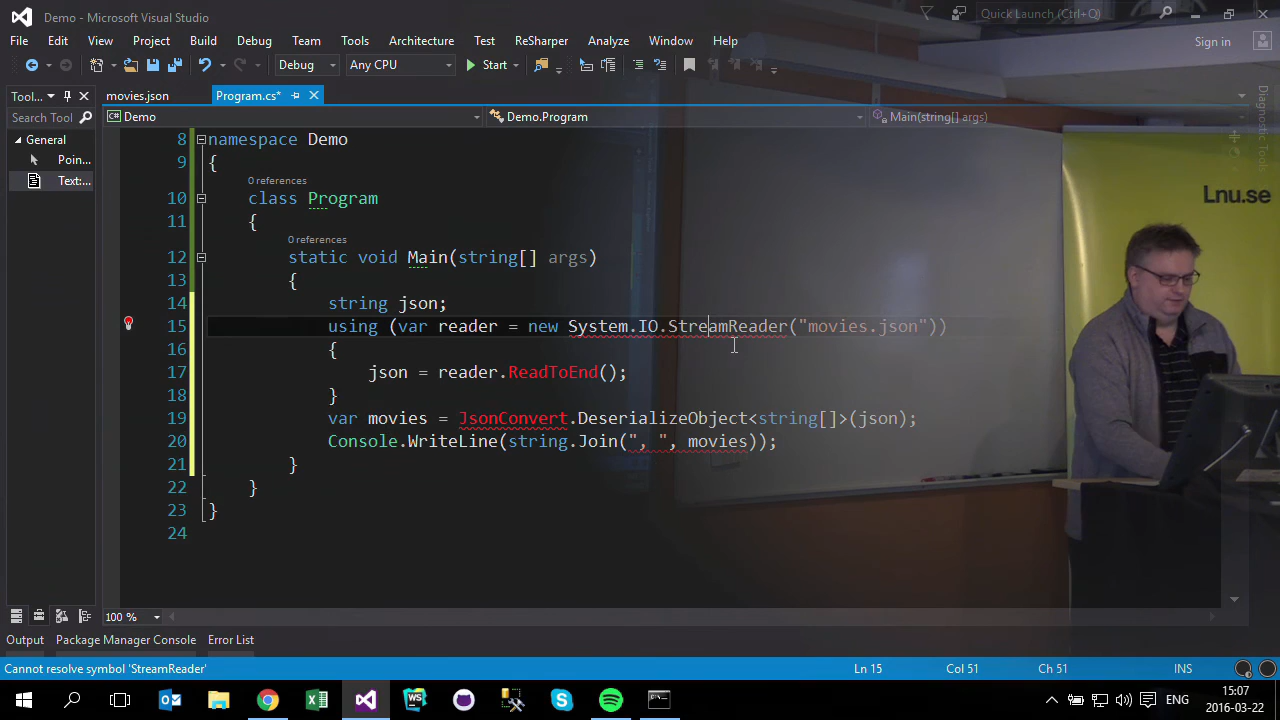 Demo - Microsoft Visual Studio
Quick Launch (Ctrl+Q)
File Edit View Project Build Debug Team Tools Architecture Test ReSharper Analyze Window Help
Sign in
Debug Any CPU Start
Tool... movies.json Program.cs*
Search Tool
Demo Demo.Program Main(string[] args)
Diagnostic Tools
General
Poin...
Text:...
8 namespace Demo
9 {
0 references
10 class Program
11 {
0 references
12 static void Main(string[] args)
13 {
14 string json;
15 using (var reader = new System.IO.StreamReader("movies.json"))
16 {
17 json = reader.ReadToEnd();
18 }
19 var movies = JsonConvert.DeserializeObject<string[]>(json);
20 Console.WriteLine(string.Join(", ", movies));
21 }
22 }
23 }
24
Lnu.se
100 %
Output Package Manager Console Error List
Cannot resolve symbol 'StreamReader' Ln 15 Col 51 Ch 51 INS
ENG
15:07
2016-03-22